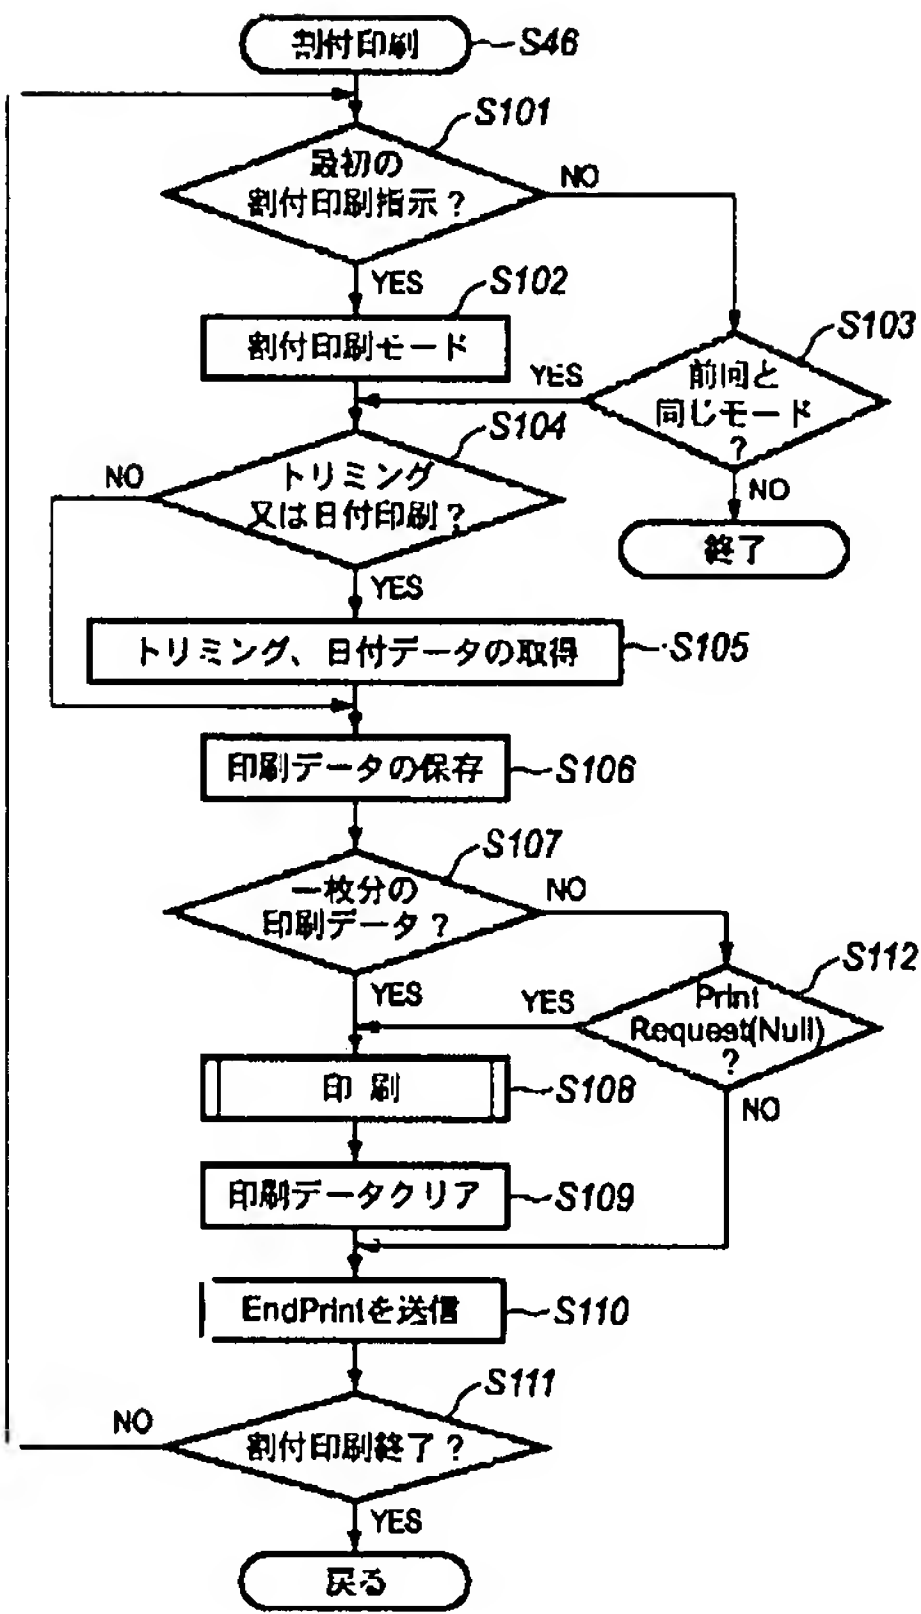 割付印刷
S46
S101
最初の
割付印刷指示？
NO
YES
S102
割付印刷モード
S103
前回と
同じモード
？
YES
NO
終了
S104
トリミング
又は日付印刷？
NO
YES
トリミング、日付データの取得
S105
印刷データの保存
S106
S107
一枚分の
印刷データ？
NO
YES
S112
Print
Request(Null)
？
YES
NO
印 刷
S108
印刷データクリア
S109
EndPrintを送信
S110
S111
割付印刷終了？
NO
YES
戻る